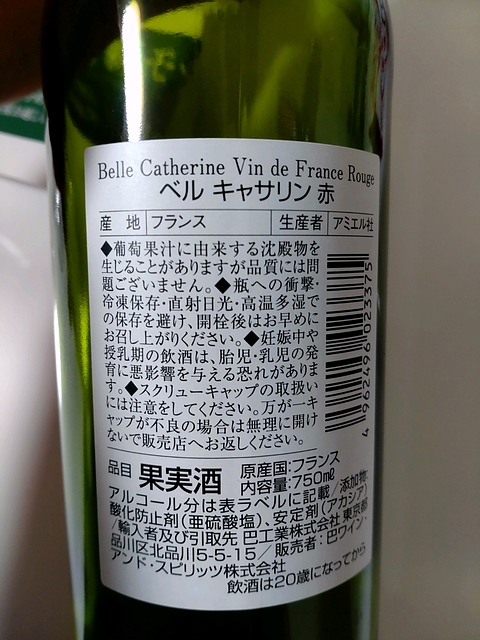 Belle Catherine Vin de France Rouge
ベル キャサリン 赤
産 地 フランス 生産者 アミエル社
◆葡萄果汁に由来する沈殿物を
生じることがありますが品質には問
題ございません。◆瓶への衝撃・
冷凍保存・直射日光・高温多湿で
の保存を避け、開栓後はお早めに
お召し上がりください。◆妊娠中や
授乳期の飲酒は、胎児・乳児の発
育に悪影響を与える恐れがありま
す。◆スクリューキャップの取扱い
には注意をしてください。万が一キ
ャップが不良の場合は無理に開け
ないで販売店へお返しください。
4 962496 023375
品目 果実酒 原産国:フランス
内容量:750㎖
アルコール分は表ラベルに記載/添加物:
酸化防止剤(亜硫酸塩)、安定剤(アカシア)
/輸入者及び引取先 巴工業株式会社 東京都
品川区北品川5-5-15/販売者:巴ワイン・
アンド・スピリッツ株式会社
飲酒は20歳になってから